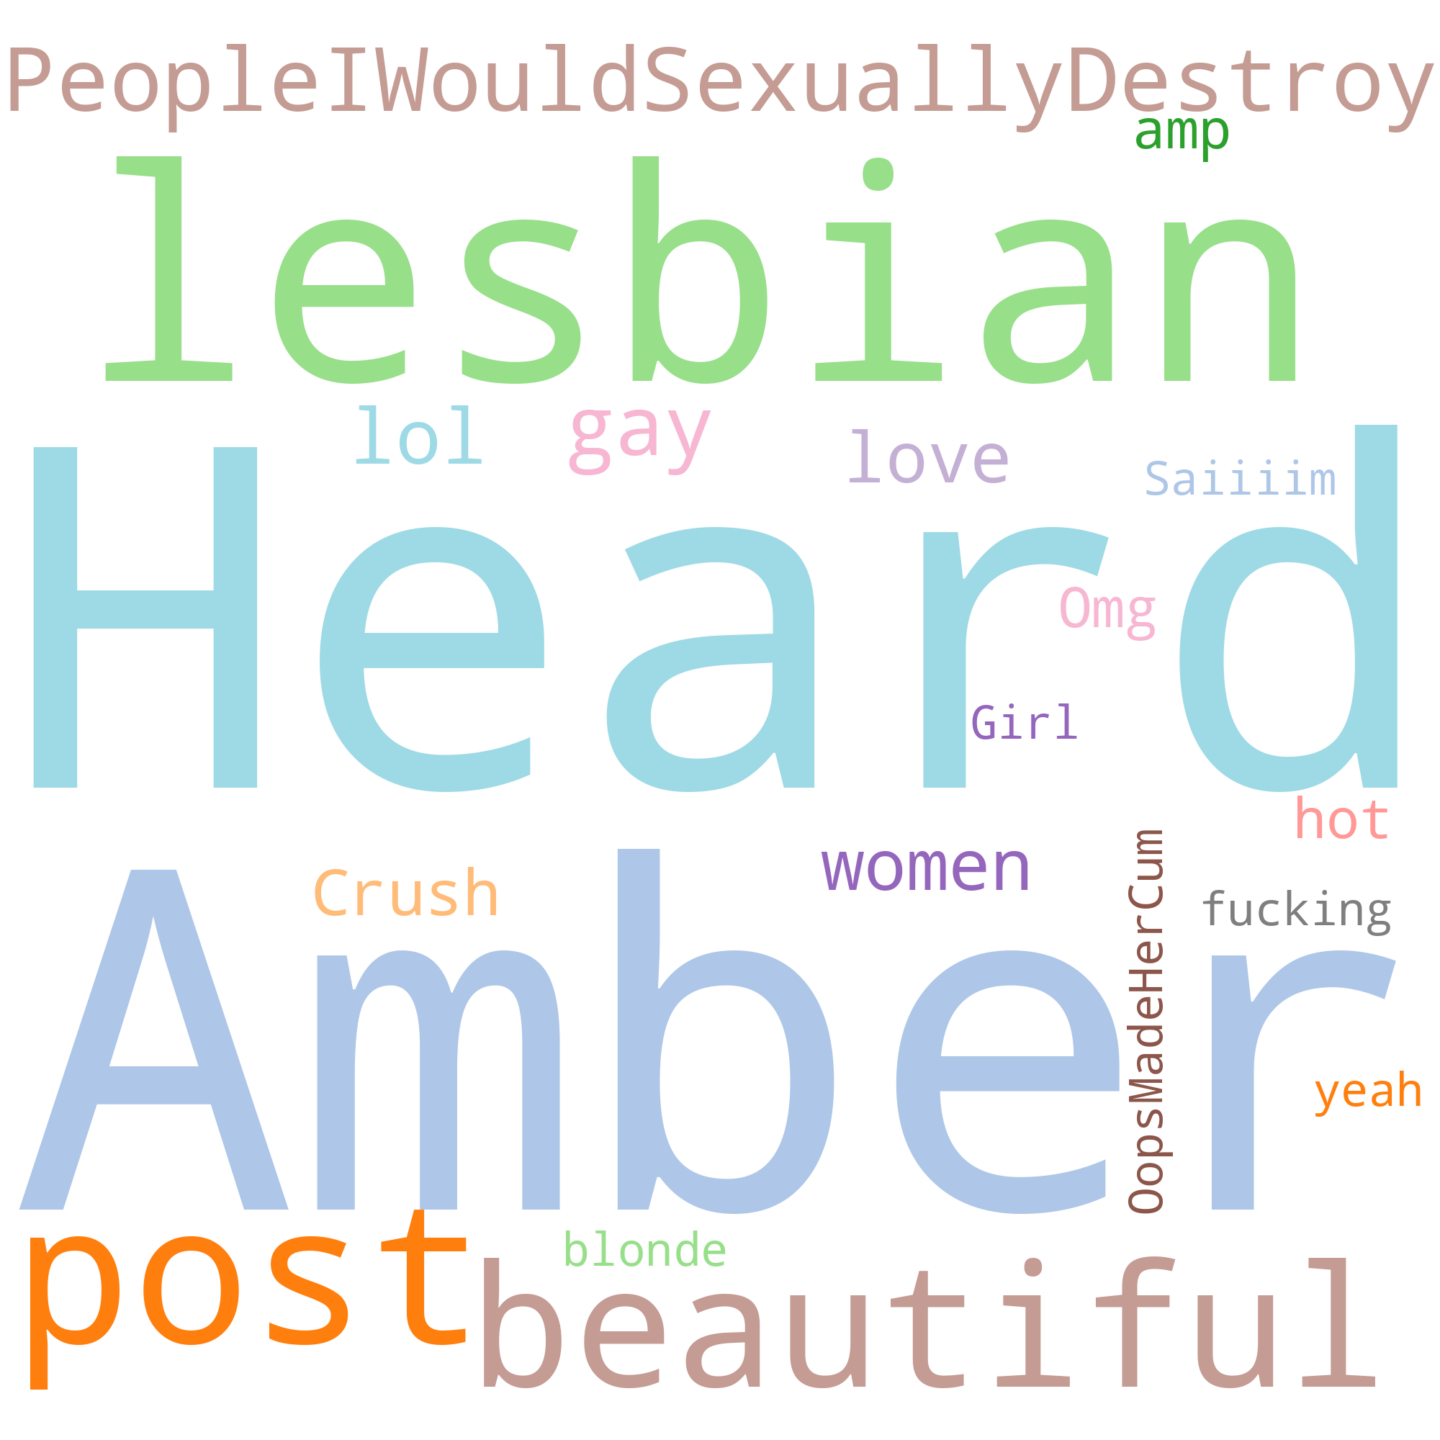 PeopleIWouldSexuallyDestroy
amp
lesbian
lol
gay
love
Saiiiim
Heard
Omg
Girl
hot
Crush
women
fucking
OopsMadeHerCum
Amber
yeah
post
blonde
beautiful